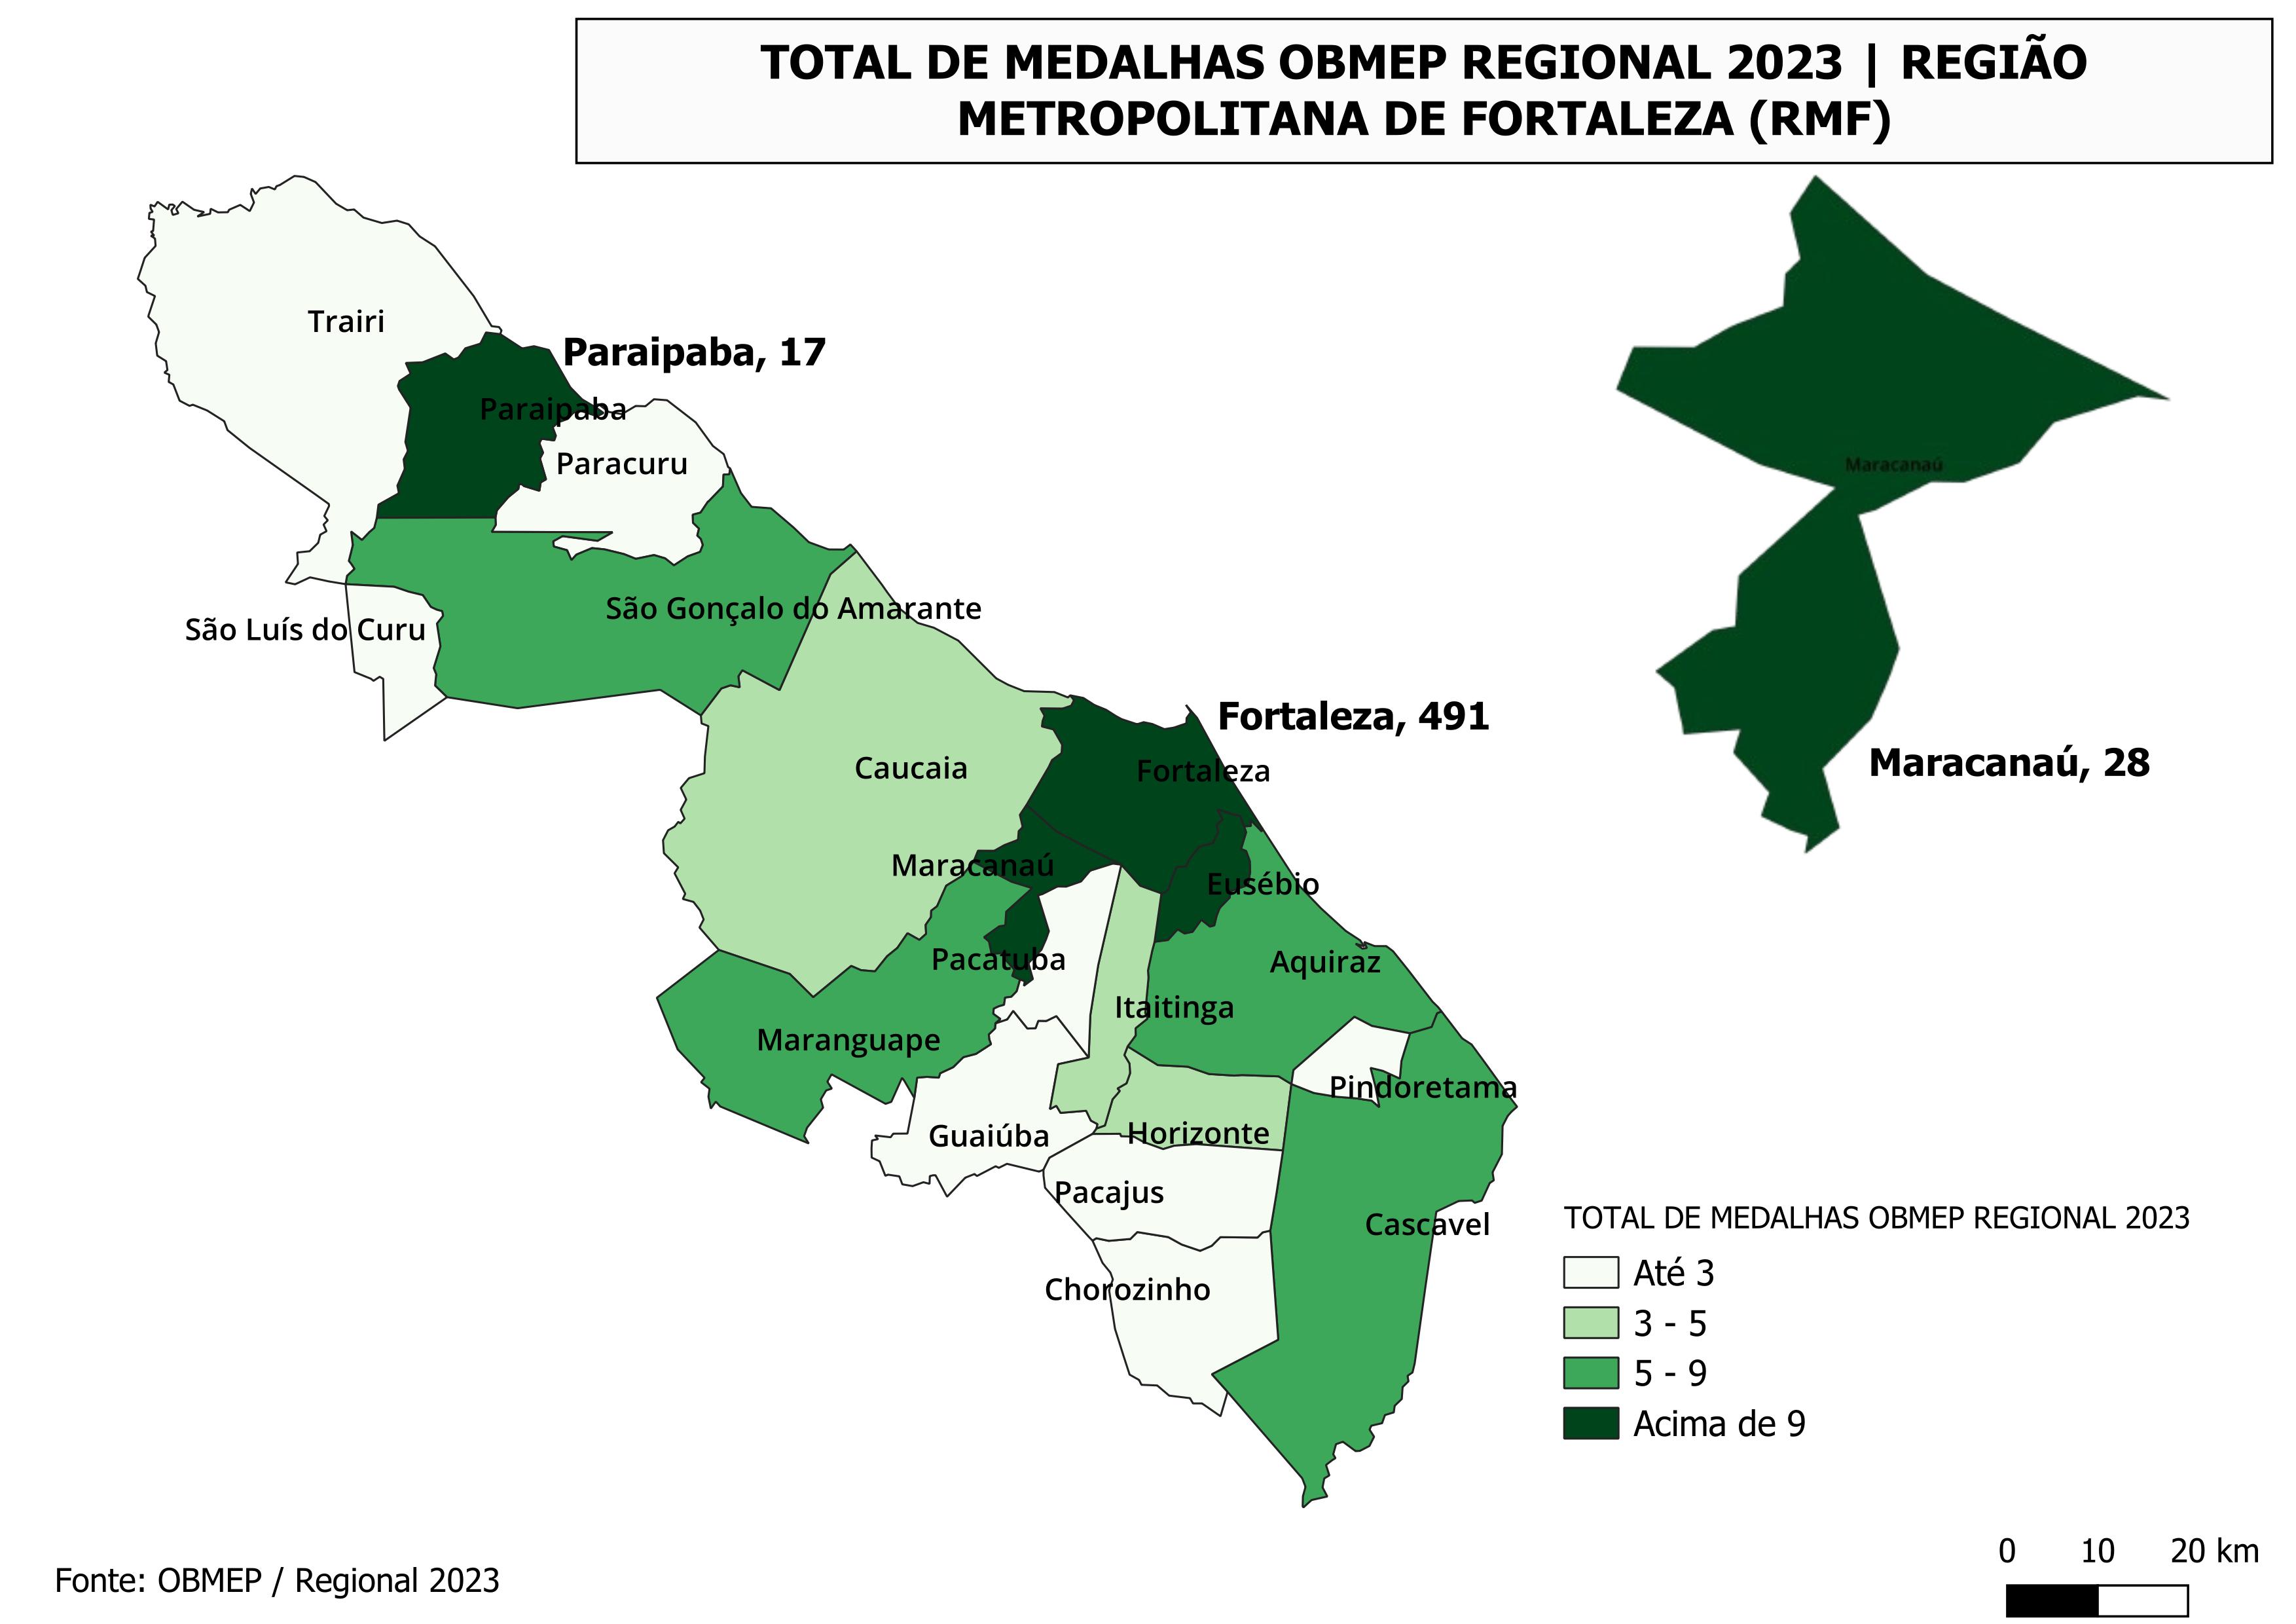 TOTAL DE MEDALHAS OBMEP REGIONAL 2023 | REGIÃO
METROPOLITANA DE FORTALEZA (RMF)
Trairi
Paraipaba, 17
Paraipaba
Paracuru
Maracanaú
São Gonçalo do Amarante
São Luís do Curu
Fortaleza, 491
Maracanaú, 28
Caucaia
Fortaleza
Maracanaú
Eusébio
Pacatuba
Aquiraz
Itaitinga
Maranguape
Pindoretama
Guaiúba
Horizonte
Pacajus
Cascavel
Chorozinho
TOTAL DE MEDALHAS OBMEP REGIONAL 2023
Até 3
3 - 5
5 - 9
Acima de 9
0 10 20 km
Fonte: OBMEP / Regional 2023